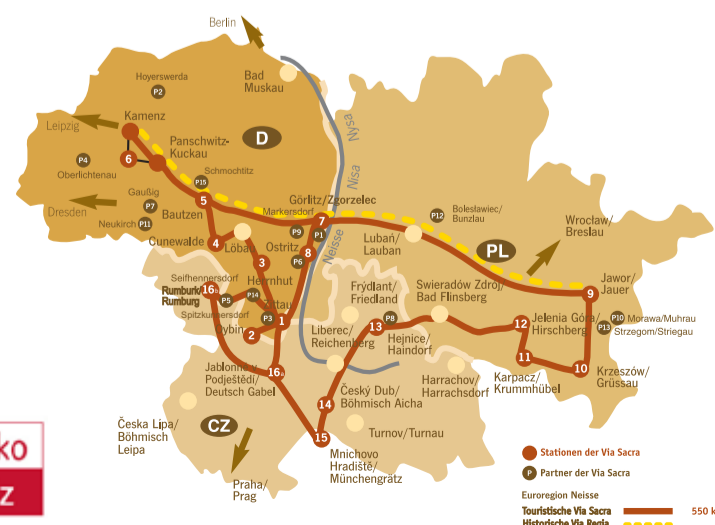 Berlin
Hoyerswerda
P2
Bad
Muskau
Leipzig
Kamenz
Panschwitz-
Kuckau
D
Nysa
Nisa
Neisse
6
P4
Oberlichtenau
Schmochtitz
P15
Gaußig
P7
Dresden
Neukirch
P11
Bautzen
5
Görlitz/Zgorzelec
Markersdorf
7
P9
P1
P12
Bolesławiec/
Bunzlau
Wrocław/
Breslau
Cunewalde
4
Löbau
Ostritz
8
P6
3
Lubań/
Lauban
PL
Seifhennersdorf
16b
Rumburk/
Rumburg
Herrnhut
P14
P5
Spitzkunnersdorf
Zittau
P3
1
Oybin
2
Frýdlant/
Friedland
Swieradów Zdrój/
Bad Flinsberg
Jawor/
Jauer
9
P10
Morawa/Muhrau
P13
Strzegom/Striegau
Liberec/
Reichenberg
13
P8
Hejnice/
Haindorf
12
Jelenia Góra/
Hirschberg
11
10
Karpacz/
Krummhübel
Krzeszów/
Grüssau
Jablonné v
Podještědí/
Deutsch Gabel
16a
Harrachov/
Harrachsdorf
14
Český Dub/
Böhmisch Aicha
Česka Lipa/
Böhmisch
Leipa
CZ
Turnov/Turnau
15
Mnichovo
Hradiště/
Münchengrätz
Praha/
Prag
ko
z
Stationen der Via Sacra
P
Partner der Via Sacra
Euroregion Neisse
Touristische Via Sacra
550 k
Historische Via Regia